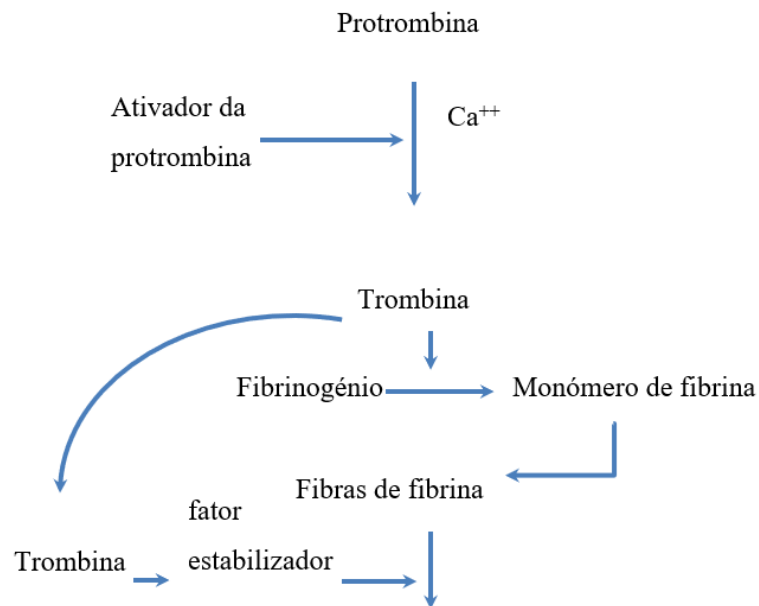 Protrombina
Ativador da
protrombina
Ca⁺⁺
Trombina
Fibrinogénio
Monómero de fibrina
Fibras de fibrina
Trombina
fator
estabilizador